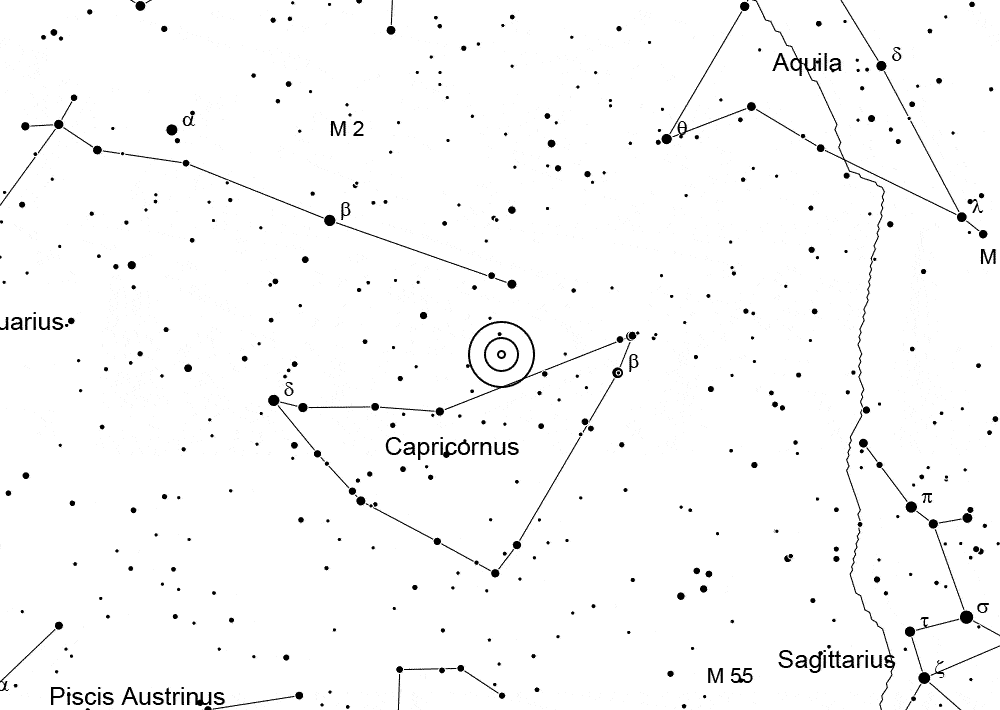 δ
Aquila
α
M 2
θ
λ
β
M
uarius
β
δ
Capricornus
π
σ
τ
Sagittarius
ζ
M 55
α
Piscis Austrinus